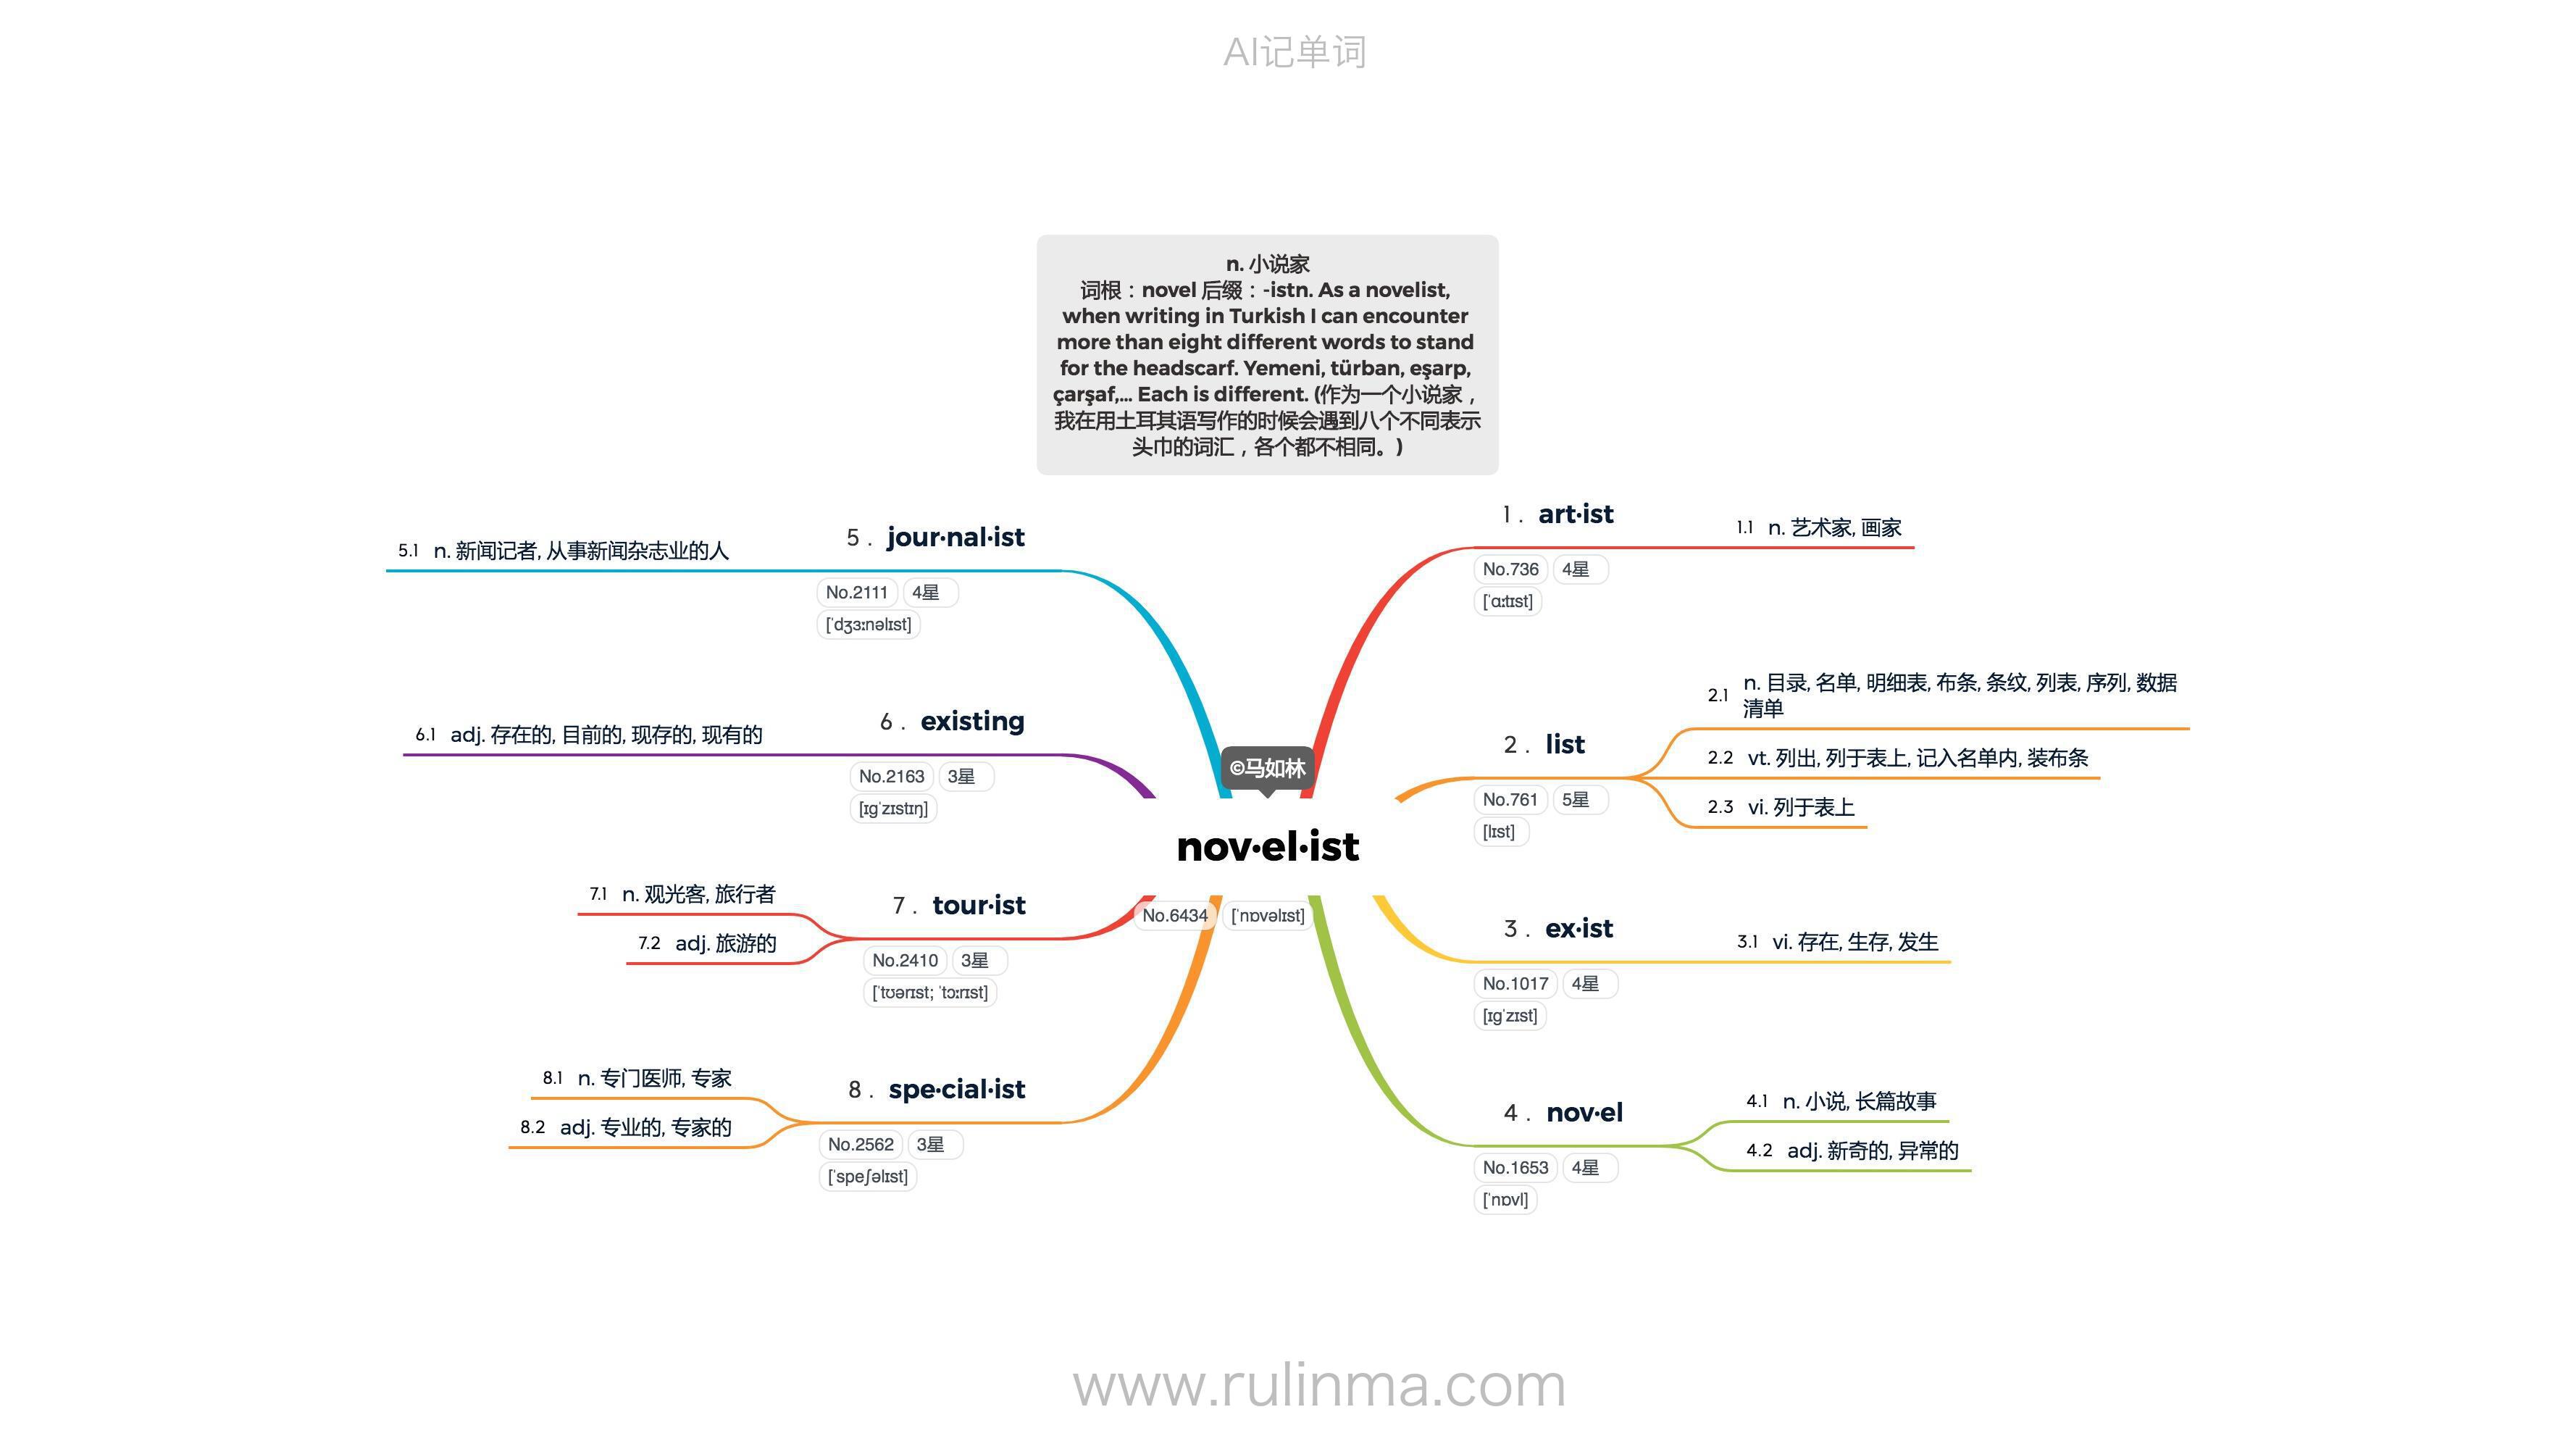 AI记单词
n. 小说家
词根：novel 后缀：-istn. As a novelist,
when writing in Turkish I can encounter
more than eight different words to stand
for the headscarf. Yemeni, türban, eşarp,
çarşaf,... Each is different. (作为一个小说家，
我在用土耳其语写作的时候会遇到八个不同表示
头巾的词汇，各个都不相同。)
©马如林
nov·el·ist
No.6434 [ˈnɒvəlɪst]
1. art·ist
No.736 4星
[ˈɑːtɪst]
1.1 n. 艺术家, 画家
2. list
No.761 5星
[lɪst]
2.1 n. 目录, 名单, 明细表, 布条, 条纹, 列表, 序列, 数据
清单
2.2 vt. 列出, 列于表上, 记入名单内, 装布条
2.3 vi. 列于表上
3. ex·ist
No.1017 4星
[ɪɡˈzɪst]
3.1 vi. 存在, 生存, 发生
4. nov·el
No.1653 4星
[ˈnɒvl]
4.1 n. 小说, 长篇故事
4.2 adj. 新奇的, 异常的
5. jour·nal·ist
No.2111 4星
[ˈdʒɜːnəlɪst]
5.1 n. 新闻记者, 从事新闻杂志业的人
6. existing
No.2163 3星
[ɪɡˈzɪstɪŋ]
6.1 adj. 存在的, 目前的, 现存的, 现有的
7. tour·ist
No.2410 3星
[ˈtʊərɪst; ˈtɔːrɪst]
7.1 n. 观光客, 旅行者
7.2 adj. 旅游的
8. spe·cial·ist
No.2562 3星
[ˈspeʃəlɪst]
8.1 n. 专门医师, 专家
8.2 adj. 专业的, 专家的
www.rulinma.com